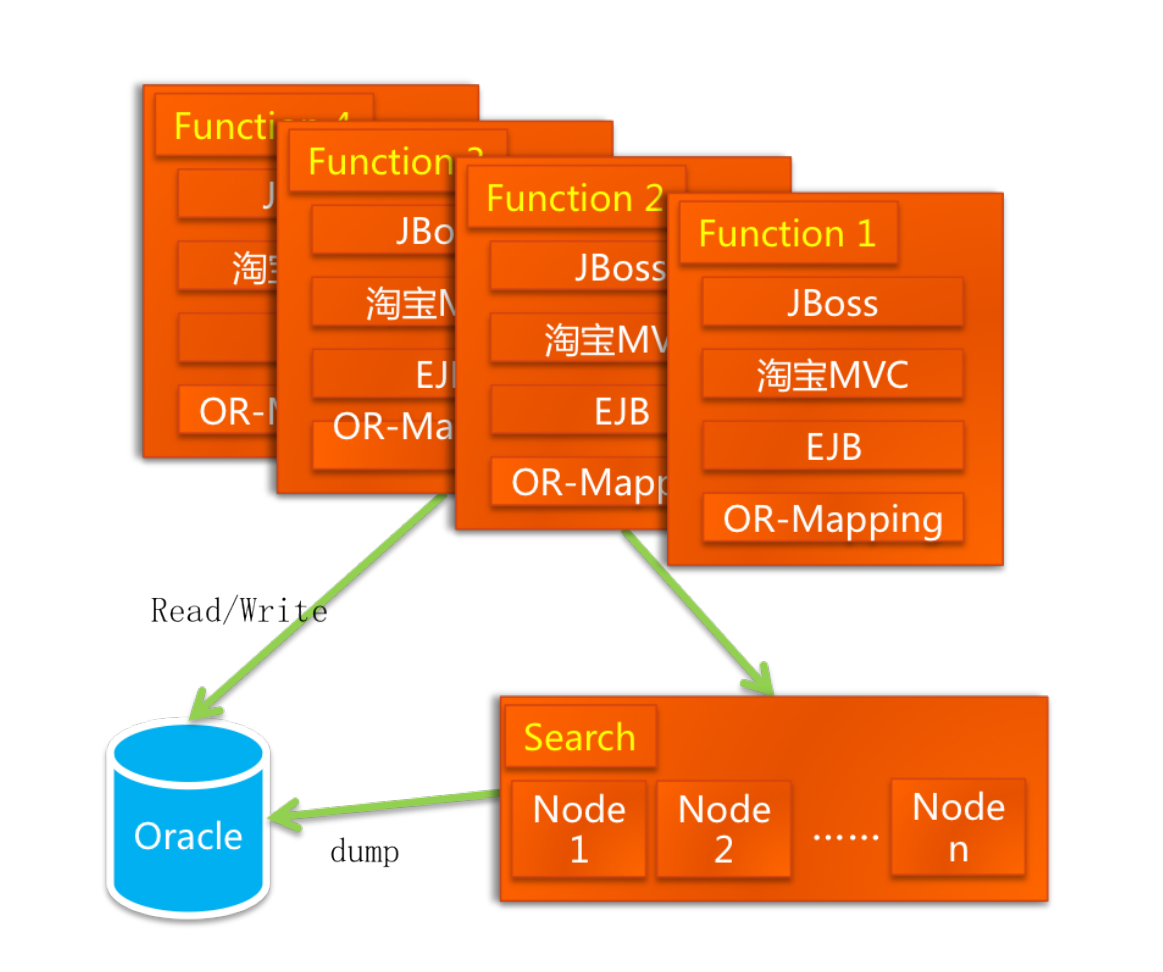 Function 4
J
淘宝
OR-M
Function 3
JBo
淘宝M
EJB
OR-Ma
Function 2
JBoss
淘宝MV
EJB
OR-Mapp
Function 1
JBoss
淘宝MVC
EJB
OR-Mapping
Read/Write
Oracle
dump
Search
Node
1
Node
2
......
Node
n